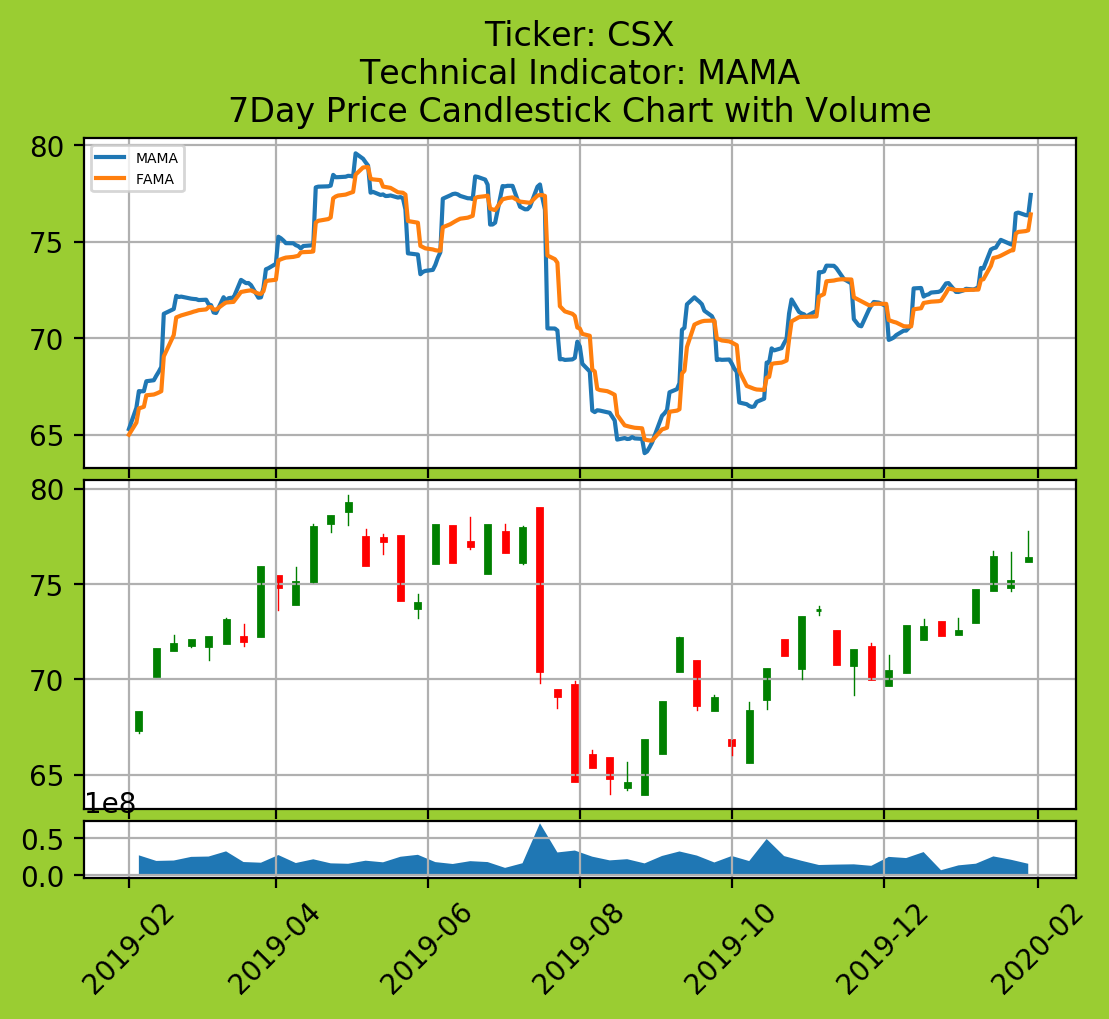 Ticker: CSX
Technical Indicator: MAMA
7Day Price Candlestick Chart with Volume
80
75
70
65
MAMA
FAMA
80
75
70
65
1e8
0.5
0.0
2019-02
2019-04
2019-06
2019-08
2019-10
2019-12
2020-02